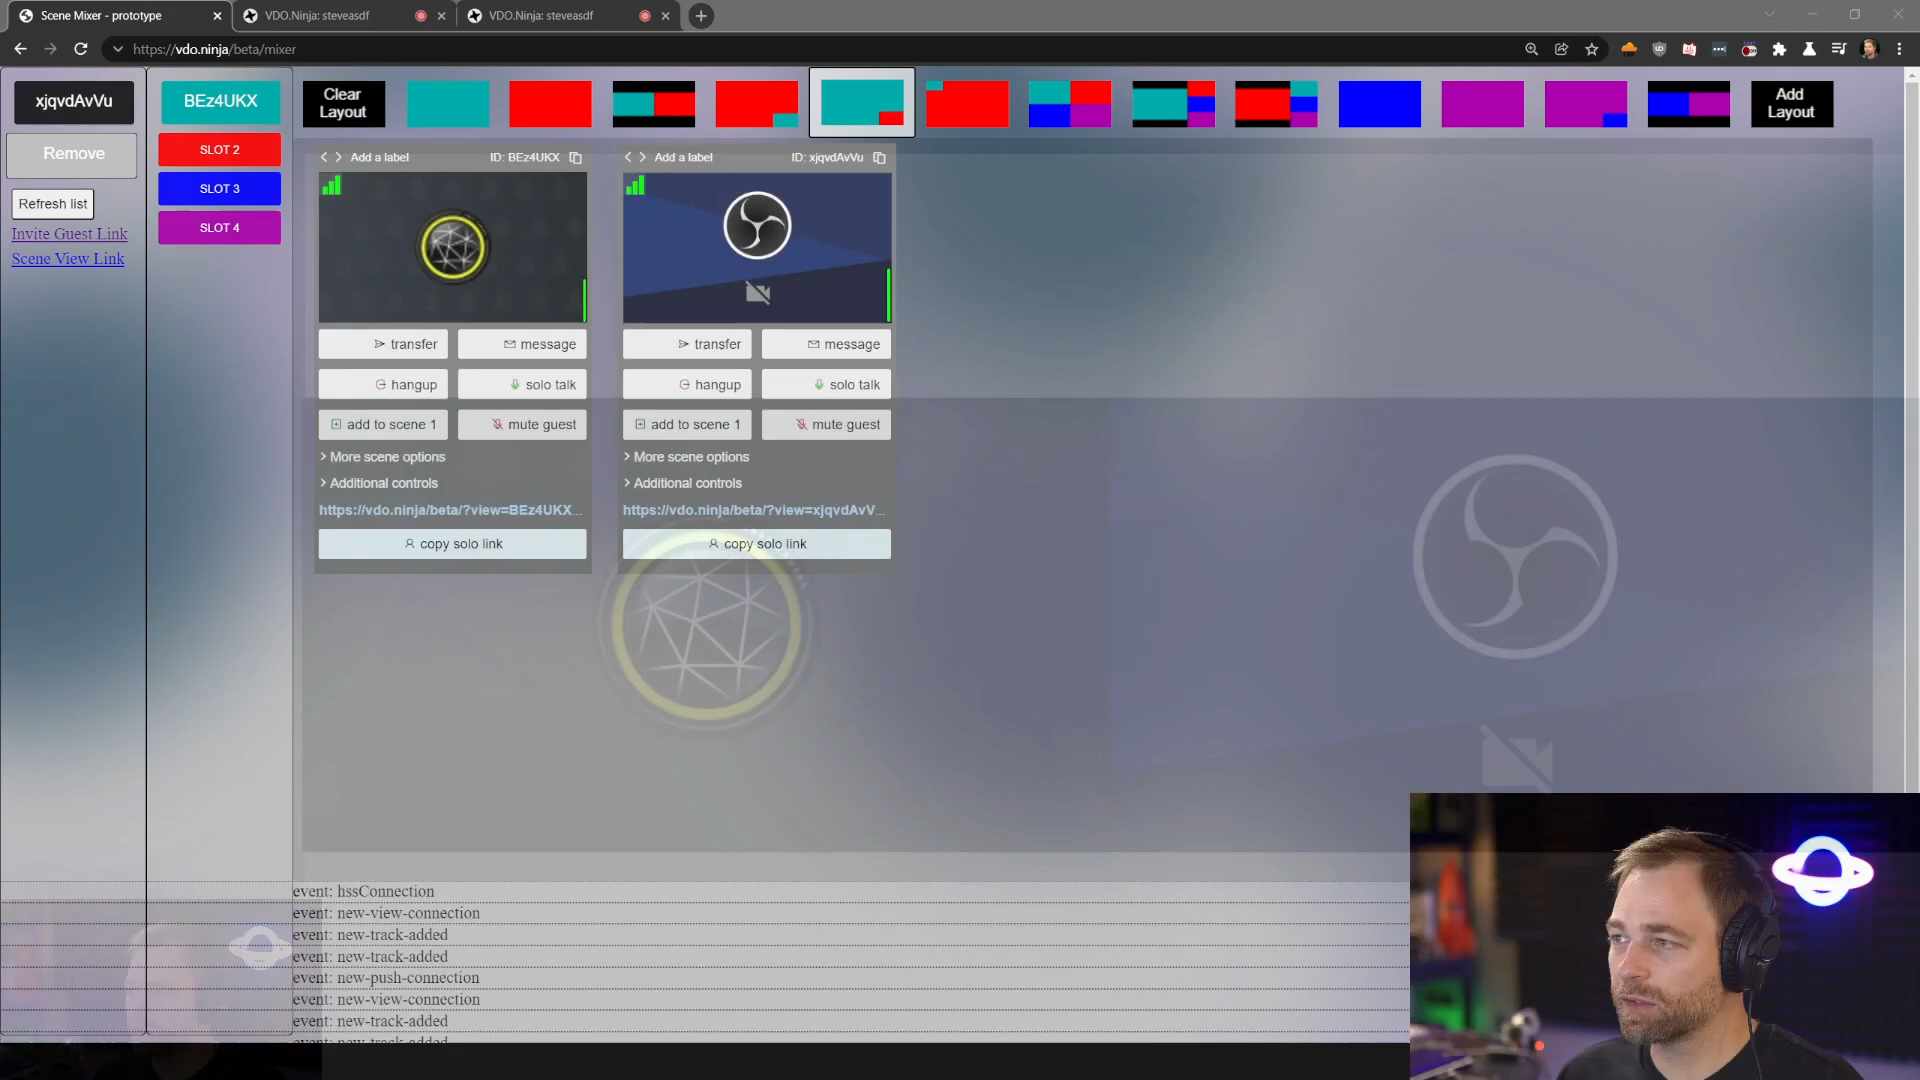 Scene Mixer - prototype
VDO.Ninja: steveasdf
VDO.Ninja: steveasdf
https://vdo.ninja/beta/mixer
xjqvdAvVu
BEz4UKX
Clear
Layout
Add
Layout
Remove
SLOT 2
SLOT 3
SLOT 4
Refresh list
Invite Guest Link
Scene View Link
Add a label
ID: BEz4UKX
Add a label
ID: xjqvdAvVu
transfer
message
transfer
message
hangup
solo talk
hangup
solo talk
add to scene 1
mute guest
add to scene 1
mute guest
More scene options
More scene options
Additional controls
Additional controls
https://vdo.ninja/beta/?view=BEz4UKX...
https://vdo.ninja/beta/?view=xjqvdAvV...
copy solo link
copy solo link
event: hssConnection
event: new-view-connection
event: new-track-added
event: new-track-added
event: new-push-connection
event: new-view-connection
event: new-track-added
event: new-track-added